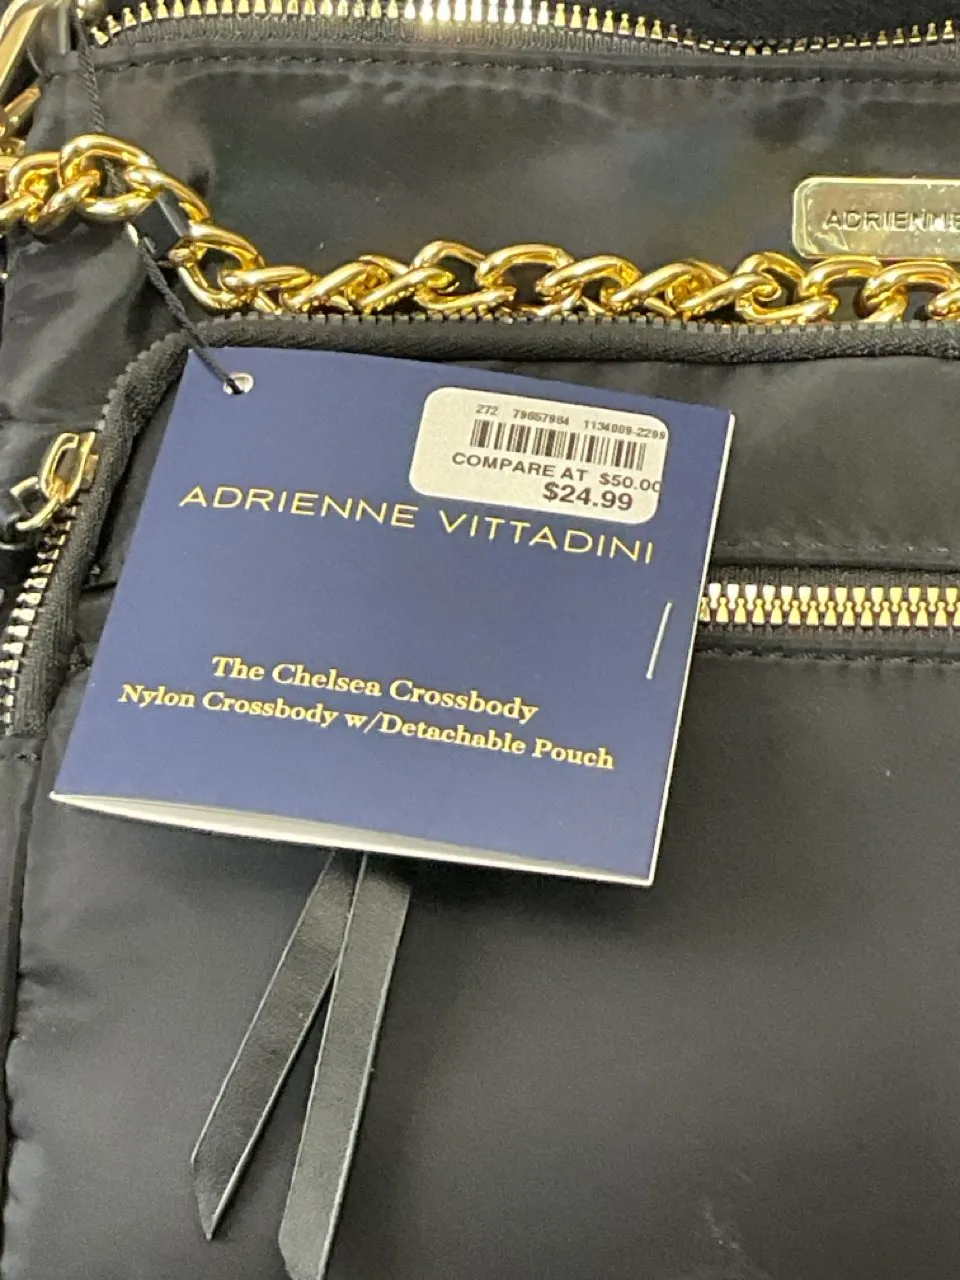 ADRIENNE
272 79657984 1134009-2299
COMPARE AT $50.00
$24.99
ADRIENNE VITTADINI
The Chelsea Crossbody
Nylon Crossbody w/Detachable Pouch